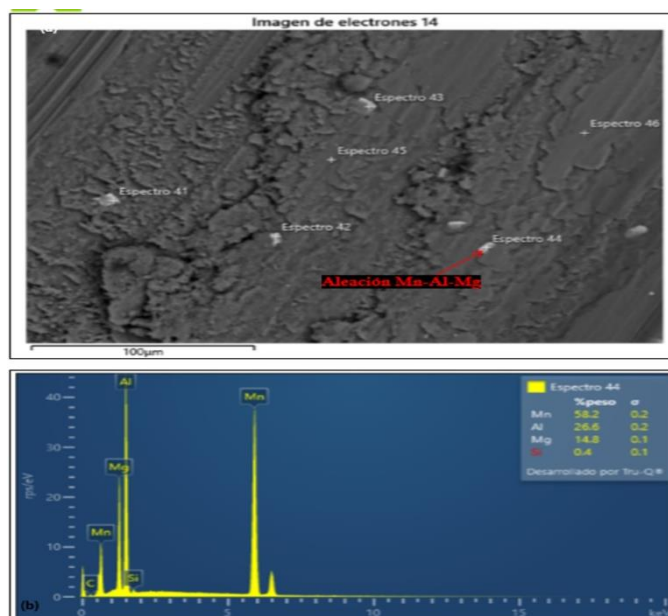 Imagen de electrones 14
(a)
Espectro 43
Espectro 46
Espectro 45
Espectro 41
Espectro 42
Espectro 44
Aleación Mn-Al-Mg
100µm
Al
Mn
Mg
Mn
Si
C
40
30
20
10
0
rps/eV
0
5
10
15
Espectro 44
%peso σ
Mn 58.2 0.2
Al 26.6 0.2
Mg 14.8 0.1
Si 0.4 0.1
Desarrollado por Tru-Q®
(b)